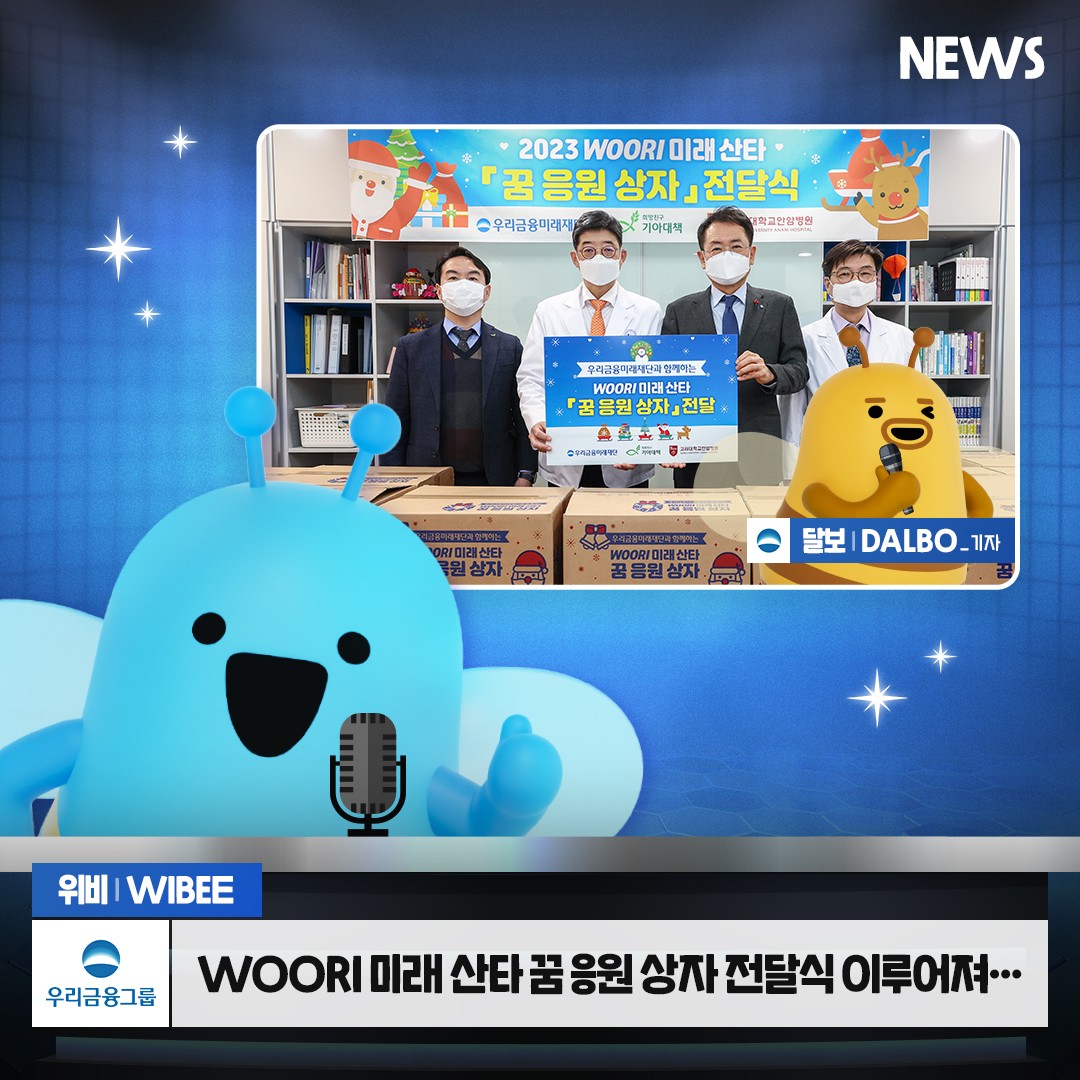 NEWS
2023 WOORI 미래 산타
「꿈 응원 상자」 전달식
우리금융미래재단
희망친구
기아대책
대학교안암병원
ANAM HOSPITAL
우리금융미래재단과 함께하는
WOORI 미래 산타
「꿈 응원 상자」 전달
우리금융미래재단
기아대책
고려대학교안암병원
우리금융미래재단과 함께하는
WOORI 미래 산타
꿈 응원 상자
우리금융미래재단과 함께하는
WOORI 미래 산타
꿈 응원 상자
달보 | DALBO_기자
위비 | WIBEE
우리금융그룹
WOORI 미래 산타 꿈 응원 상자 전달식 이루어져…